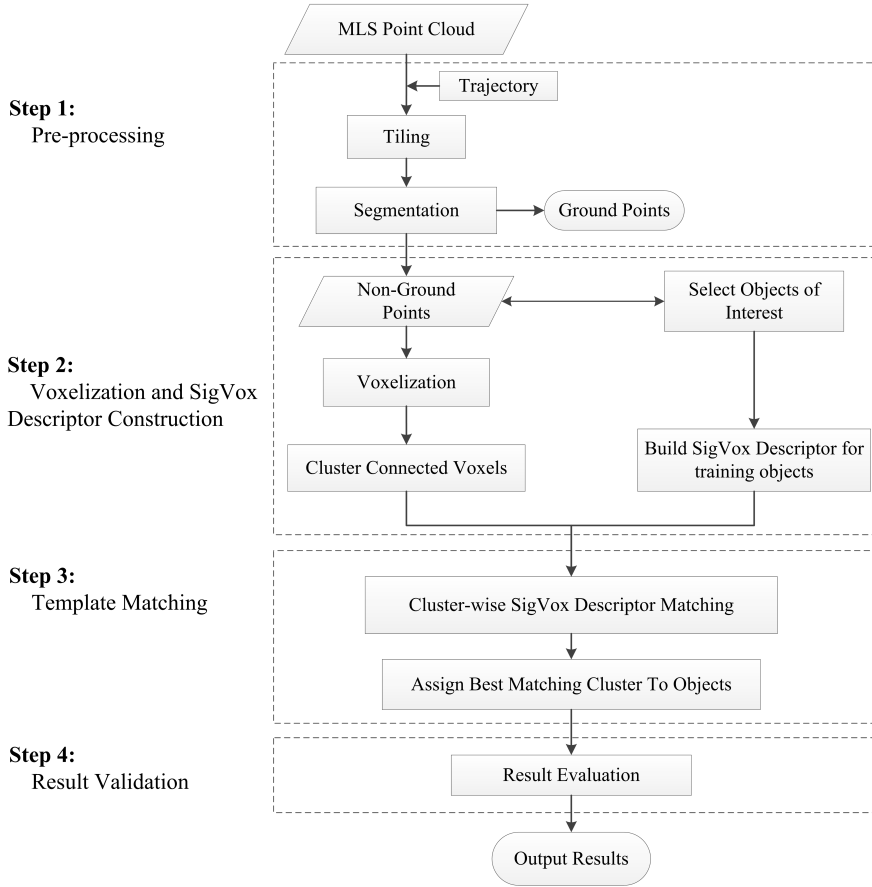 MLS Point Cloud
Step 1:
Pre-processing
Trajectory
Tiling
Segmentation
Ground Points
Step 2:
Voxelization and SigVox
Descriptor Construction
Non-Ground
Points
Select Objects of
Interest
Voxelization
Cluster Connected Voxels
Build SigVox Descriptor for
training objects
Step 3:
Template Matching
Cluster-wise SigVox Descriptor Matching
Assign Best Matching Cluster To Objects
Step 4:
Result Validation
Result Evaluation
Output Results